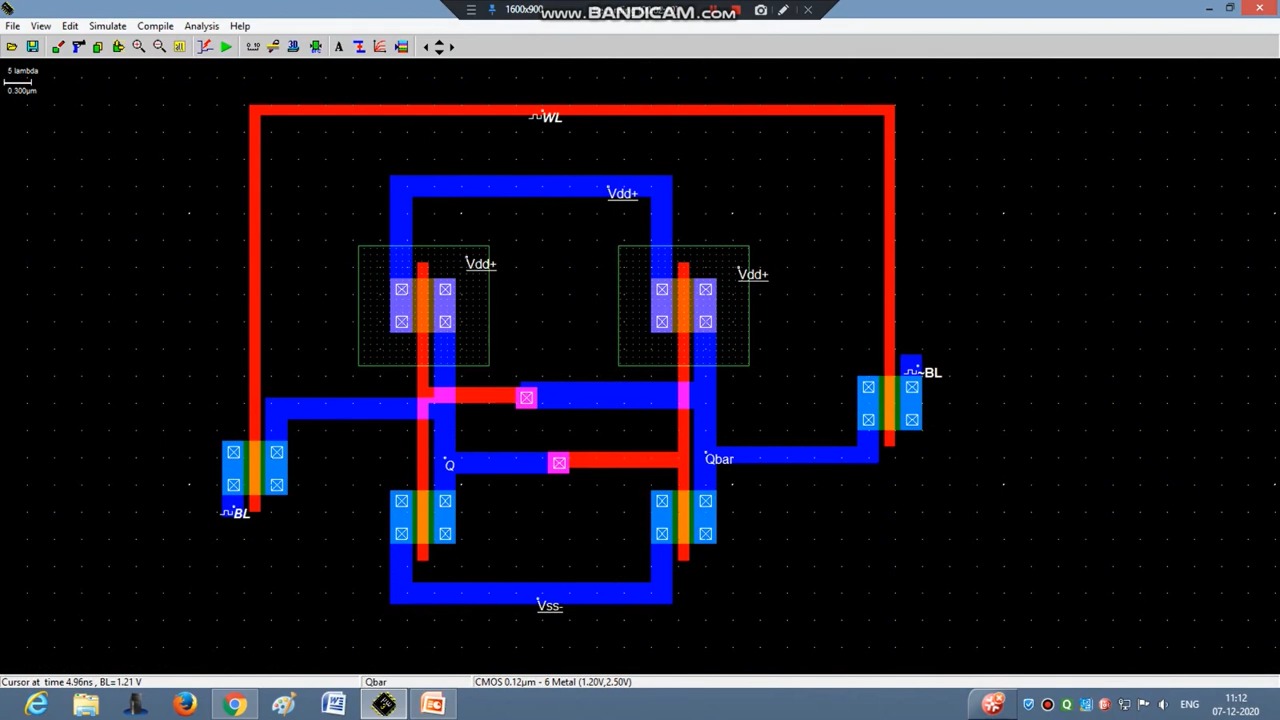 1600x900
www.BANDICAM.com
File View Edit Simulate Compile Analysis Help
5 lambda
0.300µm
WL
Vdd+
Vdd+
Vdd+
~BL
Q
Qbar
BL
Vss-
Cursor at time 4.96ns , BL=1.21 V
Qbar
CMOS 0.12µm - 6 Metal (1.20V,2.50V)
ENG
11:12
07-12-2020